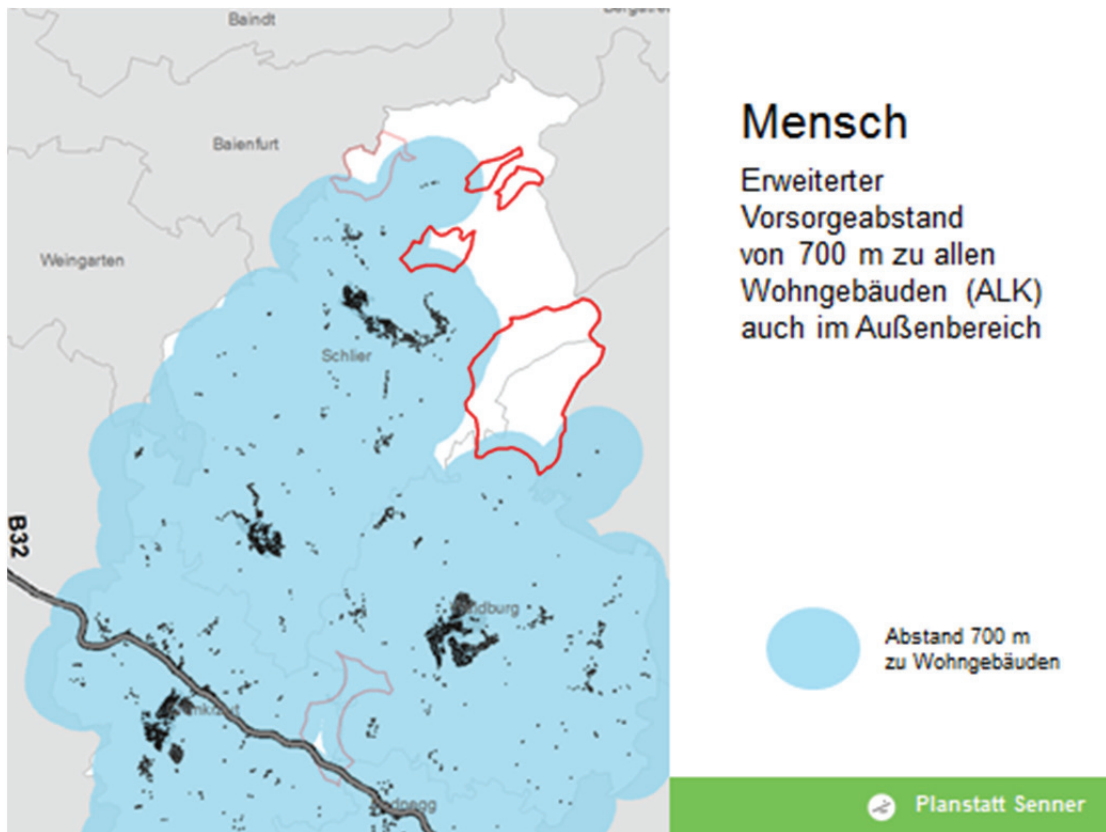 Baindt
Baienfurt
Weingarten
Schlier
B32
Mensch
Erweiterter
Vorsorgeabstand
von 700 m zu allen
Wohngebäuden (ALK)
auch im Außenbereich
Abstand 700 m
zu Wohngebäuden
Planstatt Senner